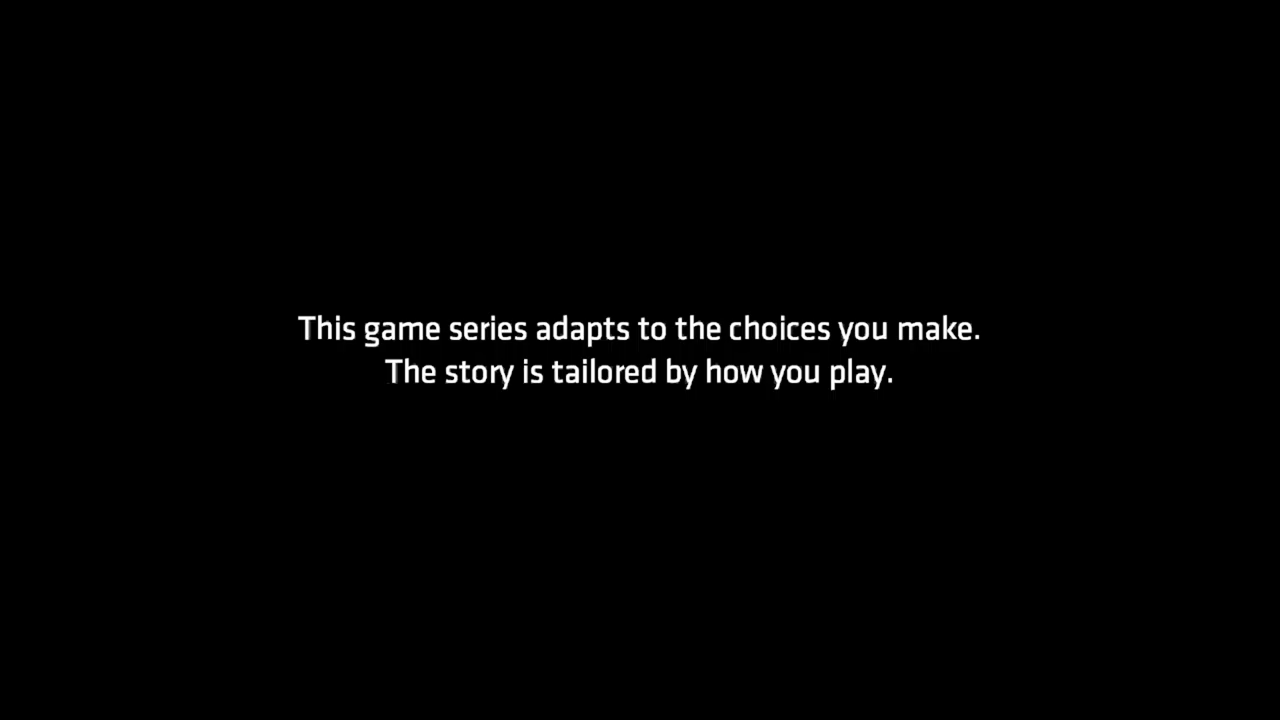 This game series adapts to the choices you make.
The story is tailored by how you play.